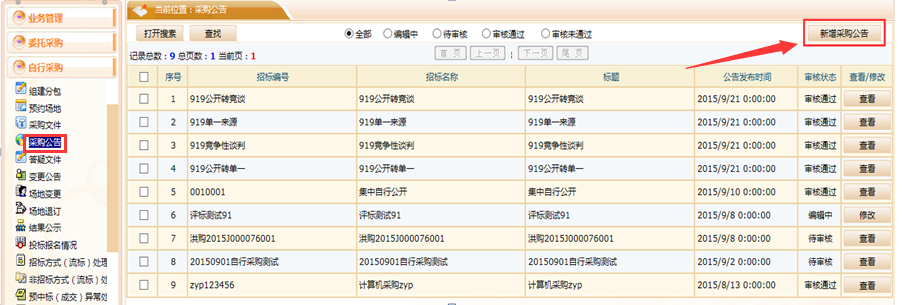 业务管理
委托采购
自行采购
组建分包
预约场地
采购文件
采购公告
答疑文件
变更公告
场地变更
场地退订
结果公示
投标报名情况
招标方式（流标）处理
非招标方式（流标）处
预中标（成交）异常处
当前位置：采购公告
打开搜索 查找 全部 编辑中 待审核 审核通过 审核未通过 新增采购公告
记录总数：9 总页数：1 当前页：1 首 页 上一页 | 下一页 尾 页
序号 招标编号 招标名称 标题 公告发布时间 审核状态 查看/修改
1 919公开转竞谈 919公开转竞谈 919公开转竞谈 2015/9/21 0:00:00 审核通过 查看
2 919单一来源 919单一来源 919单一来源 2015/9/21 0:00:00 审核通过 查看
3 919竞争性谈判 919竞争性谈判 919竞争性谈判 2015/9/21 0:00:00 审核通过 查看
4 919公开转单一 919公开转单一 919公开转单一 2015/9/21 0:00:00 审核通过 查看
5 0010001 集中自行公开 集中自行公开 2015/9/10 0:00:00 审核通过 查看
6 评标测试91 评标测试91 评标测试91 2015/9/8 0:00:00 编辑中 修改
7 洪购2015J000076001 洪购2015J000076001 洪购2015J000076001 2015/9/8 0:00:00 待审核 查看
8 20150901自行采购测试 20150901自行采购测试 20150901自行采购测试 2015/9/2 0:00:00 待审核 查看
9 zyp123456 计算机采购zyp 计算机采购zyp 2015/8/13 0:00:00 审核通过 查看